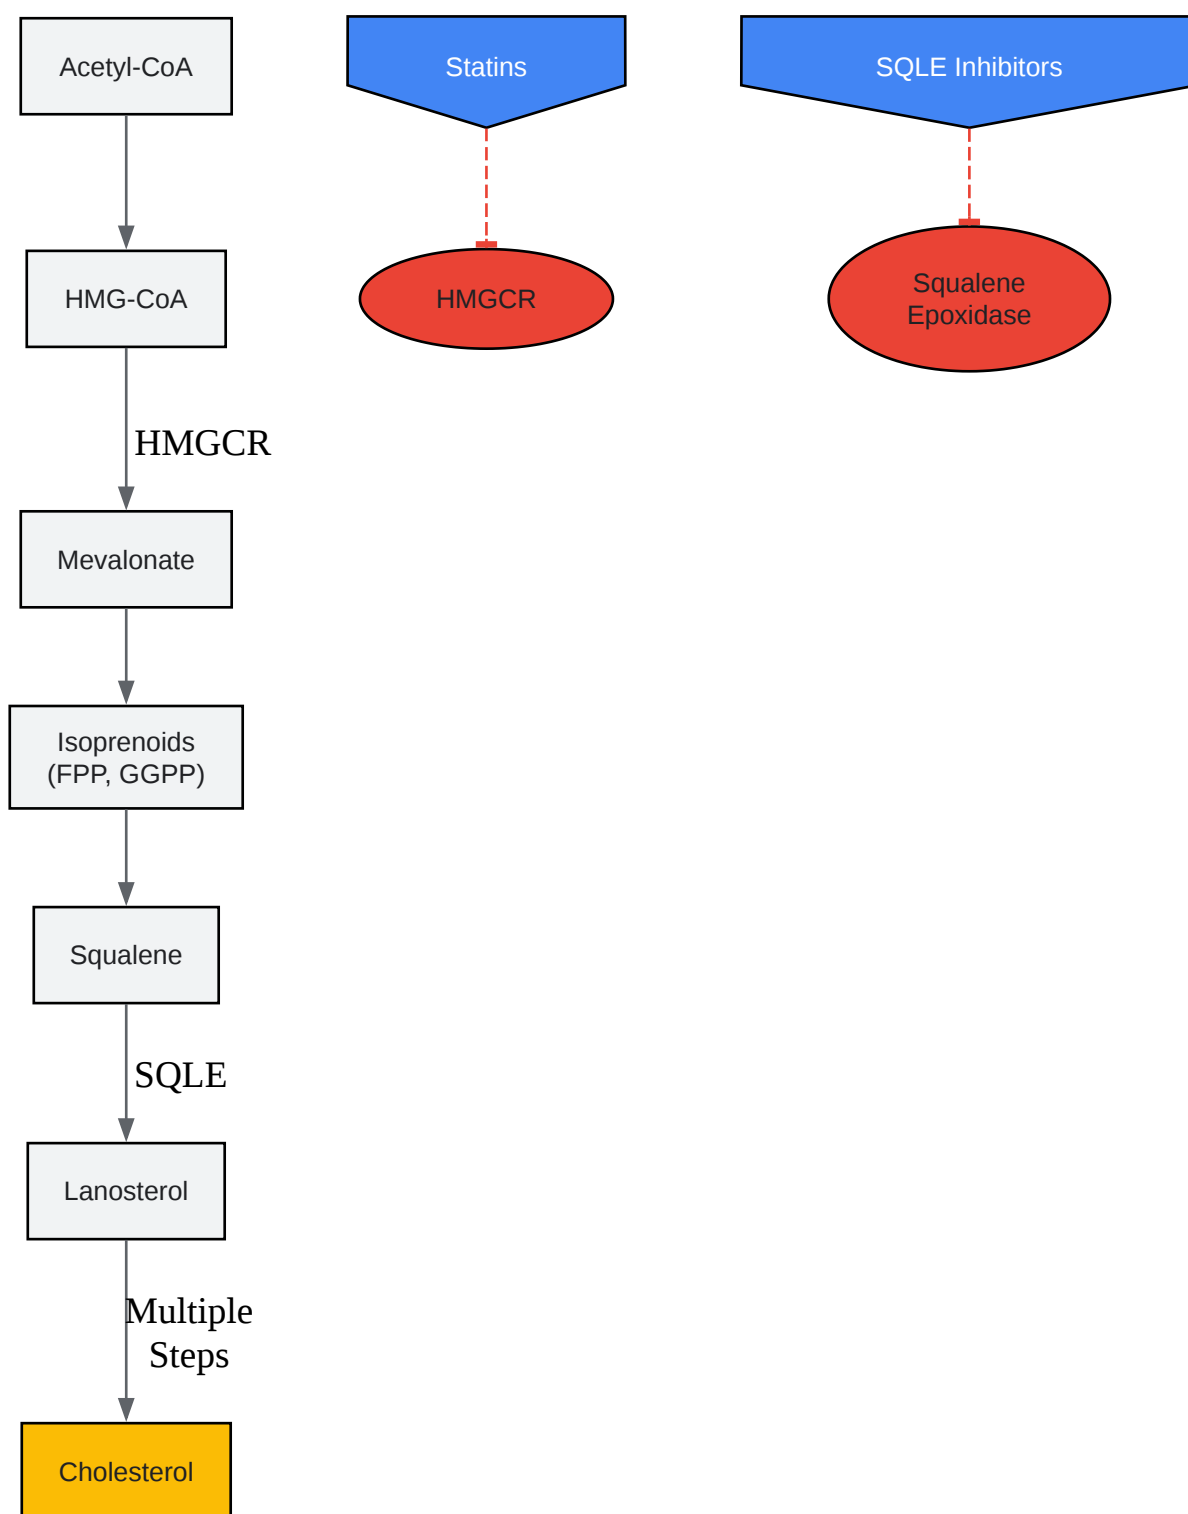 Acetyl-CoA
Statins
SQLE Inhibitors
HMG-CoA
HMGCR
Squalene
Epoxidase
HMGCR
Mevalonate
Isoprenoids
(FPP, GGPP)
Squalene
SQLE
Lanosterol
Multiple
Steps
Cholesterol